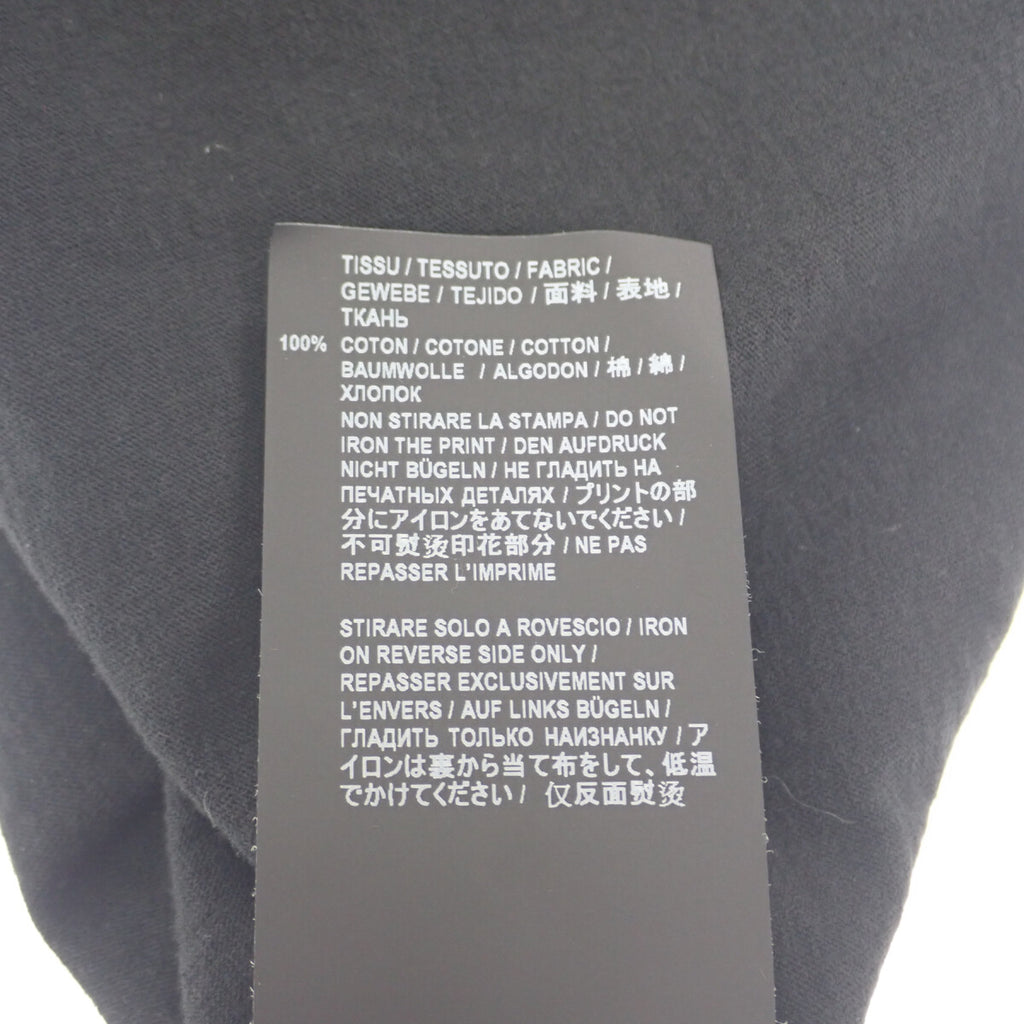 TISSU / TESSUTO / FABRIC /
GEWEBE / TEJIDO / 面料 / 表地 /
ТКАНЬ
100% COTON / COTONE / COTTON /
BAUMWOLLE / ALGODON / 棉 / 綿 /
ХЛОПОК
NON STIRARE LA STAMPA / DO NOT
IRON THE PRINT / DEN AUFDRUCK
NICHT BÜGELN / НЕ ГЛАДИТЬ НА
ПЕЧАТНЫХ ДЕТАЛЯХ / プリントの部
分にアイロンをあてないでください /
不可熨烫印花部分 / NE PAS
REPASSER L'IMPRIME
STIRARE SOLO A ROVESCIO / IRON
ON REVERSE SIDE ONLY /
REPASSER EXCLUSIVEMENT SUR
L'ENVERS / AUF LINKS BÜGELN /
ГЛАДИТЬ ТОЛЬКО НАИЗНАНКУ / ア
イロンは裏から当て布をして、低温
でかけてください / 仅反面熨烫